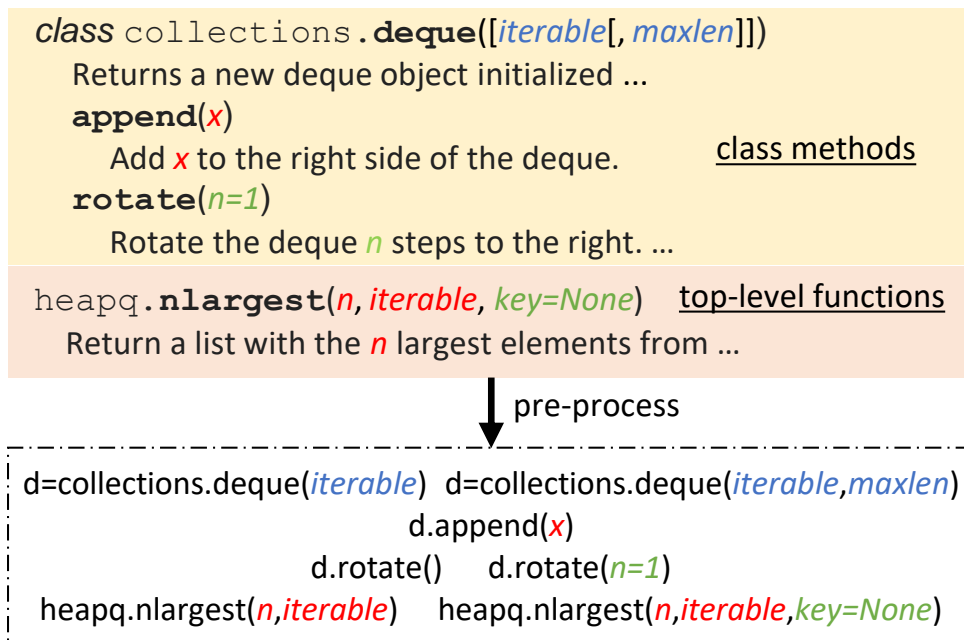 class collections.deque([iterable[, maxlen]])
Returns a new deque object initialized ...
append(x)
Add x to the right side of the deque.
class methods
rotate(n=1)
Rotate the deque n steps to the right. ...
heapq.nlargest(n, iterable, key=None) top-level functions
Return a list with the n largest elements from ...
pre-process
d=collections.deque(iterable) d=collections.deque(iterable,maxlen)
d.append(x)
d.rotate() d.rotate(n=1)
heapq.nlargest(n,iterable) heapq.nlargest(n,iterable,key=None)